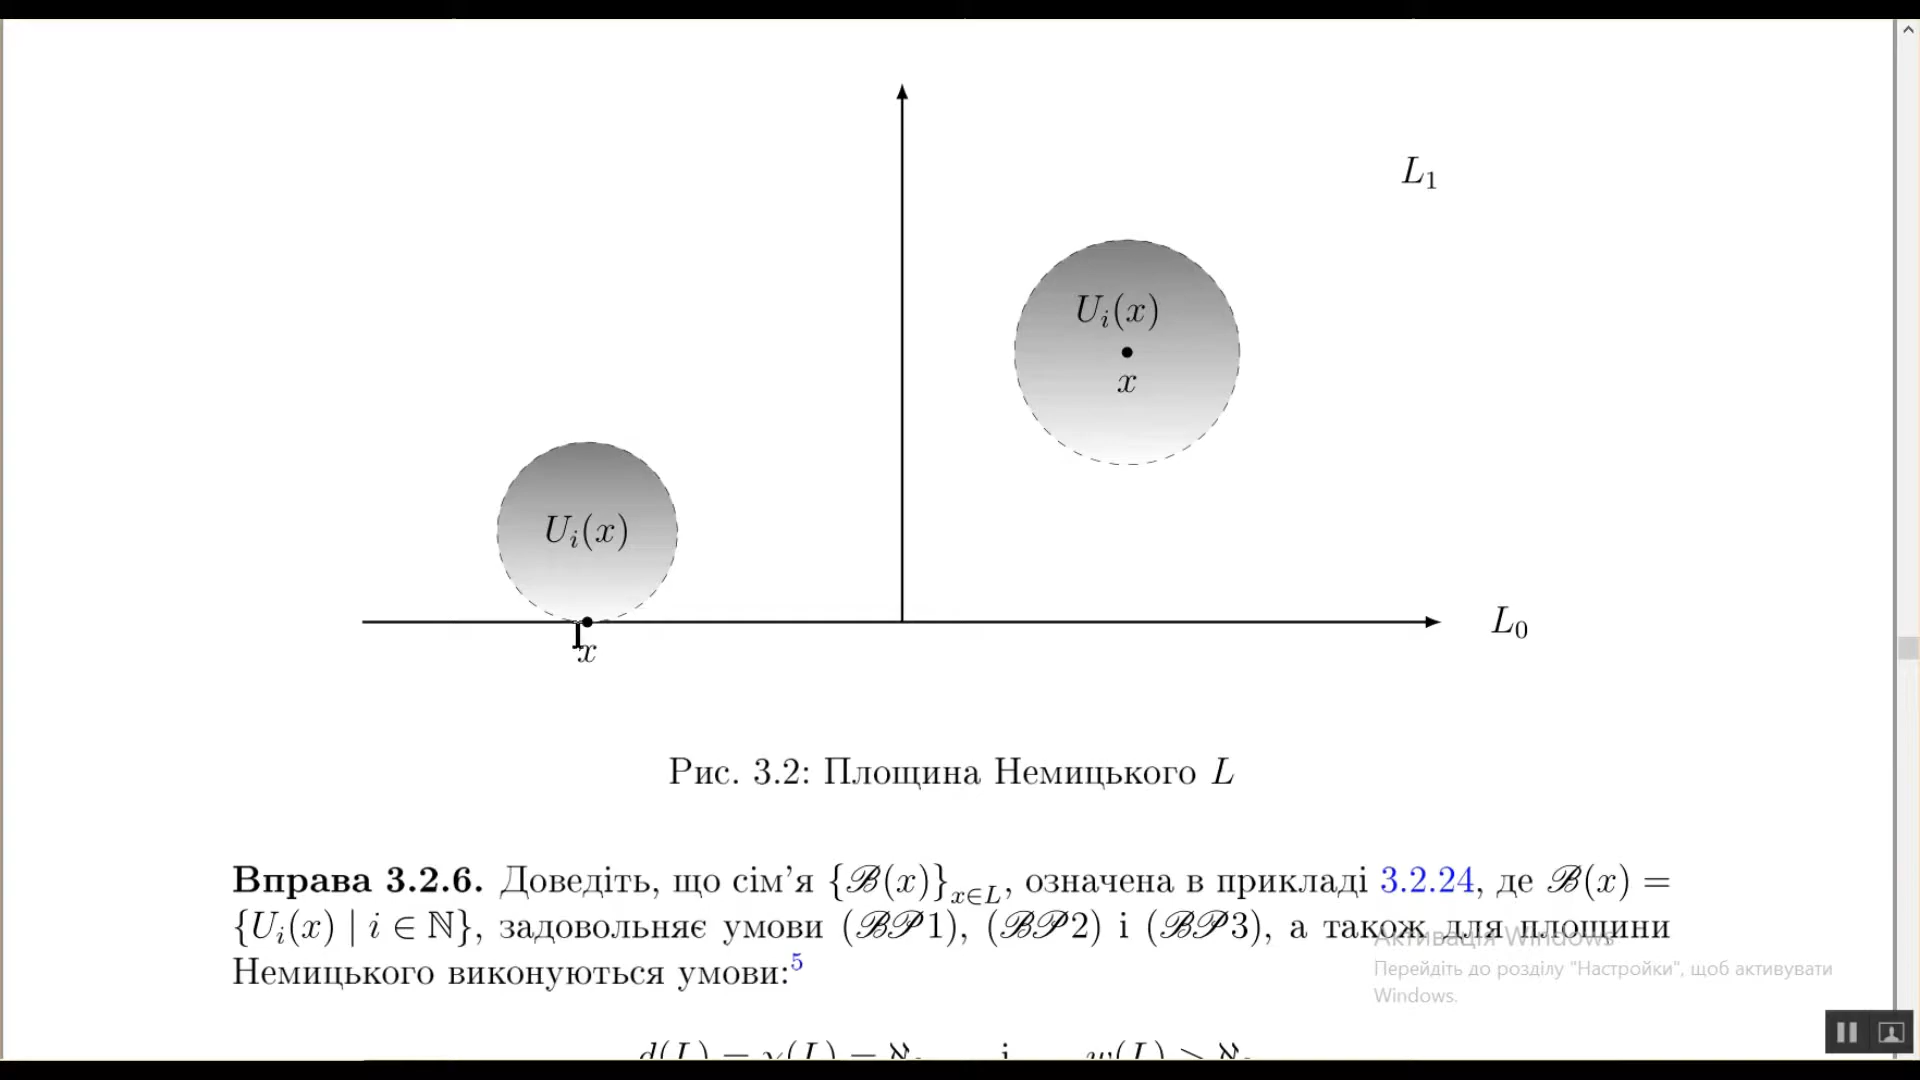 L₁
Uᵢ(x)
x
Uᵢ(x)
L₀
x
Рис. 3.2: Площина Немицького L
Вправа 3.2.6. Доведіть, що сім’я {ℬ(x)}ₓ∈L, означена в прикладі 3.2.24, де ℬ(x) =
{Uᵢ(x) | i ∈ ℕ}, задовольняє умови (ℬ𝒫1), (ℬ𝒫2) і (ℬ𝒫3), а також для площини
Немицького виконуються умови:⁵
Активація Windows
Перейдіть до розділу "Настройки", щоб активувати
Windows.